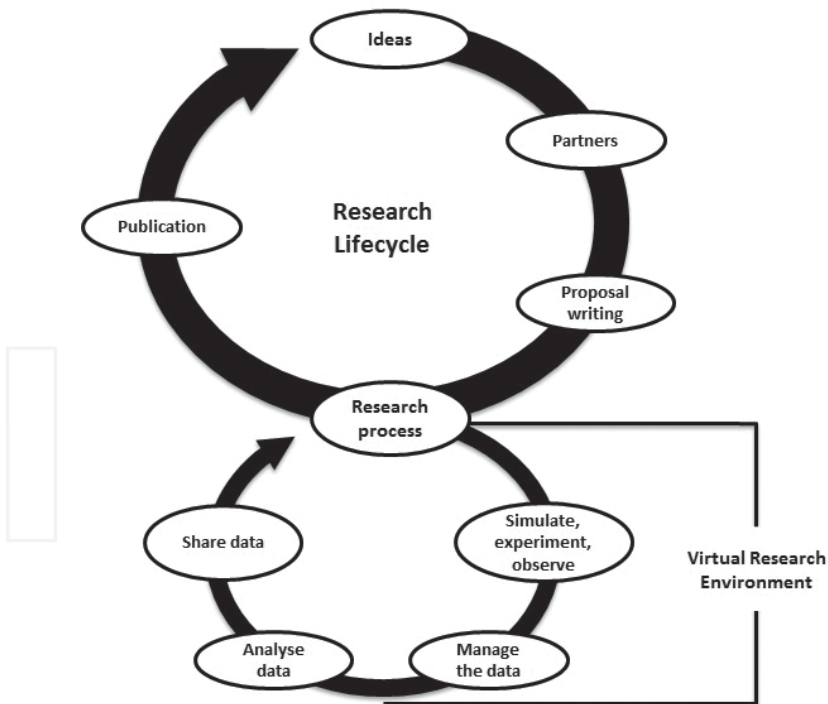 Ideas
Partners
Publication
Research
Lifecycle
Proposal
writing
Research
process
Share data
Simulate,
experiment,
observe
Virtual Research
Environment
Analyse
data
Manage
the data